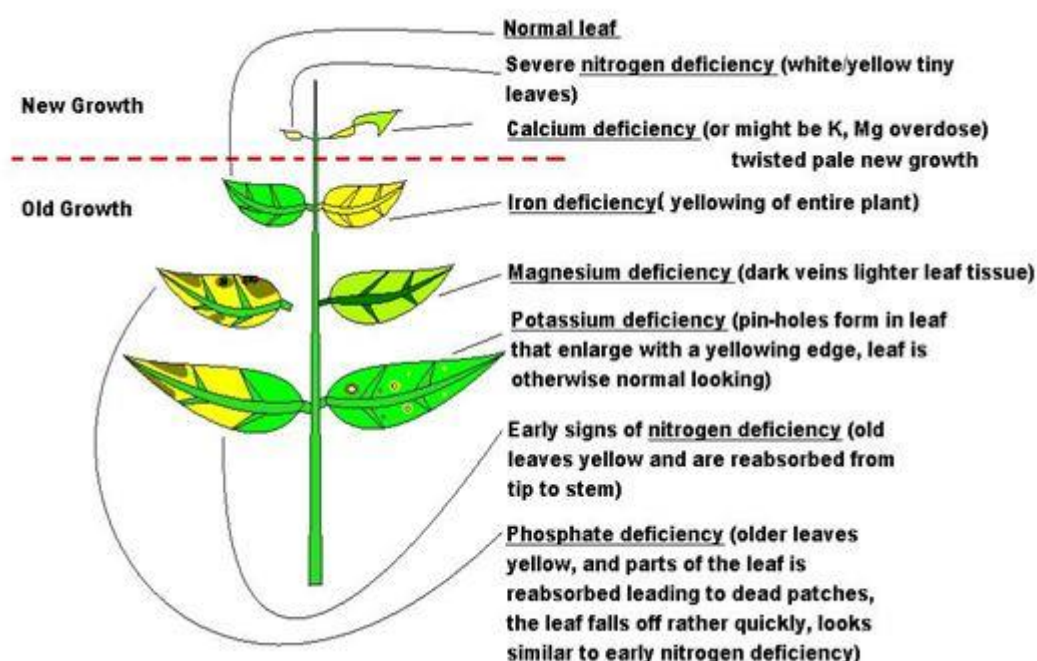 Normal leaf
Severe nitrogen deficiency (white/yellow tiny
leaves)
New Growth
Calcium deficiency (or might be K, Mg overdose)
twisted pale new growth
Old Growth
Iron deficiency( yellowing of entire plant)
Magnesium deficiency (dark veins lighter leaf tissue)
Potassium deficiency (pin-holes form in leaf
that enlarge with a yellowing edge, leaf is
otherwise normal looking)
Early signs of nitrogen deficiency (old
leaves yellow and are reabsorbed from
tip to stem)
Phosphate deficiency (older leaves
yellow, and parts of the leaf is
reabsorbed leading to dead patches,
the leaf falls off rather quickly, looks
similar to early nitrogen deficiency)